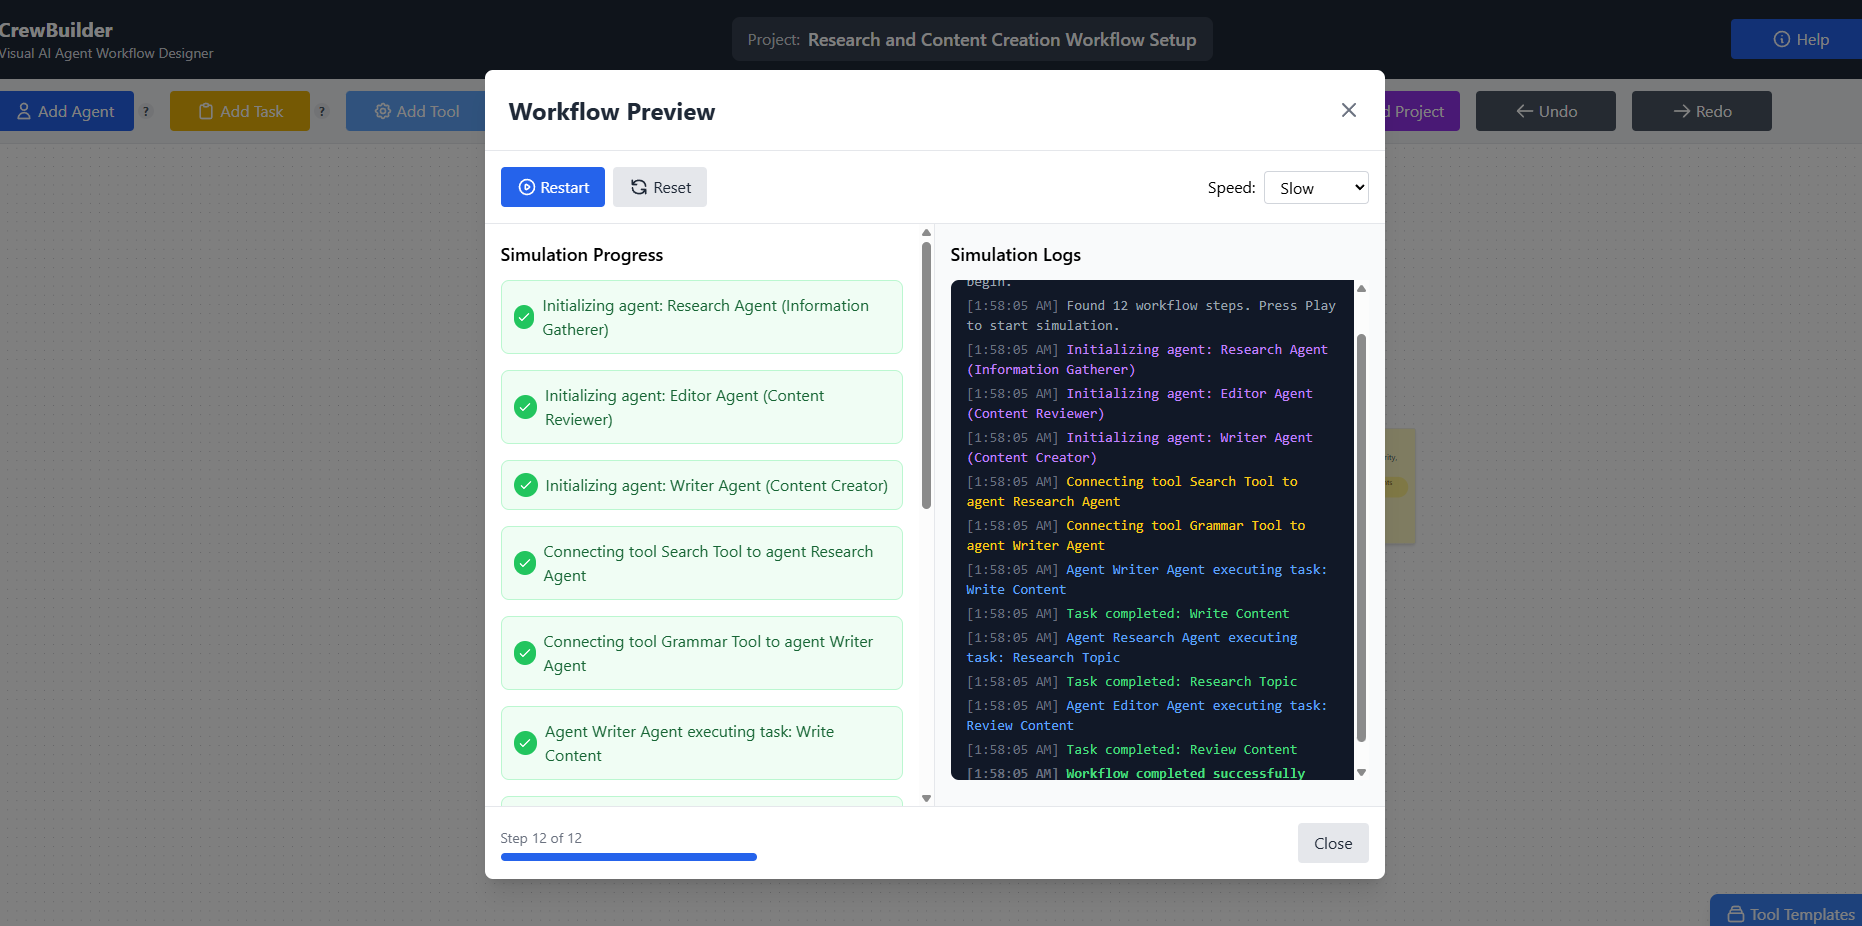 CrewBuilder
Visual AI Agent Workflow Designer
Project: Research and Content Creation Workflow Setup
Help
Add Agent
?
Add Task
?
Add Tool
d Project
Undo
Redo
Workflow Preview
Restart
Reset
Speed:
Slow
Simulation Progress
Initializing agent: Research Agent (Information
Gatherer)
Initializing agent: Editor Agent (Content
Reviewer)
Initializing agent: Writer Agent (Content Creator)
Connecting tool Search Tool to agent Research
Agent
Connecting tool Grammar Tool to agent Writer
Agent
Agent Writer Agent executing task: Write
Content
Step 12 of 12
Simulation Logs
begin.
[1:58:05 AM] Found 12 workflow steps. Press Play
to start simulation.
[1:58:05 AM] Initializing agent: Research Agent
(Information Gatherer)
[1:58:05 AM] Initializing agent: Editor Agent
(Content Reviewer)
[1:58:05 AM] Initializing agent: Writer Agent
(Content Creator)
[1:58:05 AM] Connecting tool Search Tool to
agent Research Agent
[1:58:05 AM] Connecting tool Grammar Tool to
agent Writer Agent
[1:58:05 AM] Agent Writer Agent executing task:
Write Content
[1:58:05 AM] Task completed: Write Content
[1:58:05 AM] Agent Research Agent executing
task: Research Topic
[1:58:05 AM] Task completed: Research Topic
[1:58:05 AM] Agent Editor Agent executing task:
Review Content
[1:58:05 AM] Task completed: Review Content
[1:58:05 AM] Workflow completed successfully
Close
Tool Templates